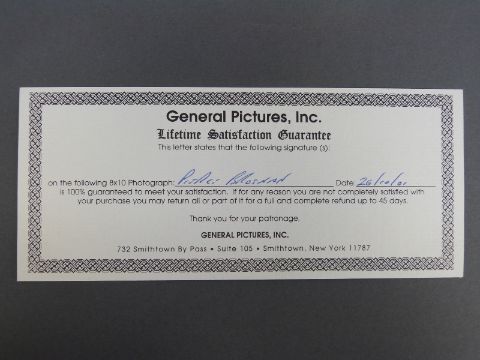 General Pictures, Inc.
Lifetime Satisfaction Guarantee
This letter states that the following signature (s):
on the following 8x10 Photograph: Pierce Brosnan Date:
is 100% guaranteed to meet your satisfaction. If for any reason you are not completely satisfied with
your purchase you may return all or part of it for a full and complete refund up to 45 days.
Thank you for your patronage.
GENERAL PICTURES, INC.
732 Smithtown By Pass • Suite 105 • Smithtown, New York 11787